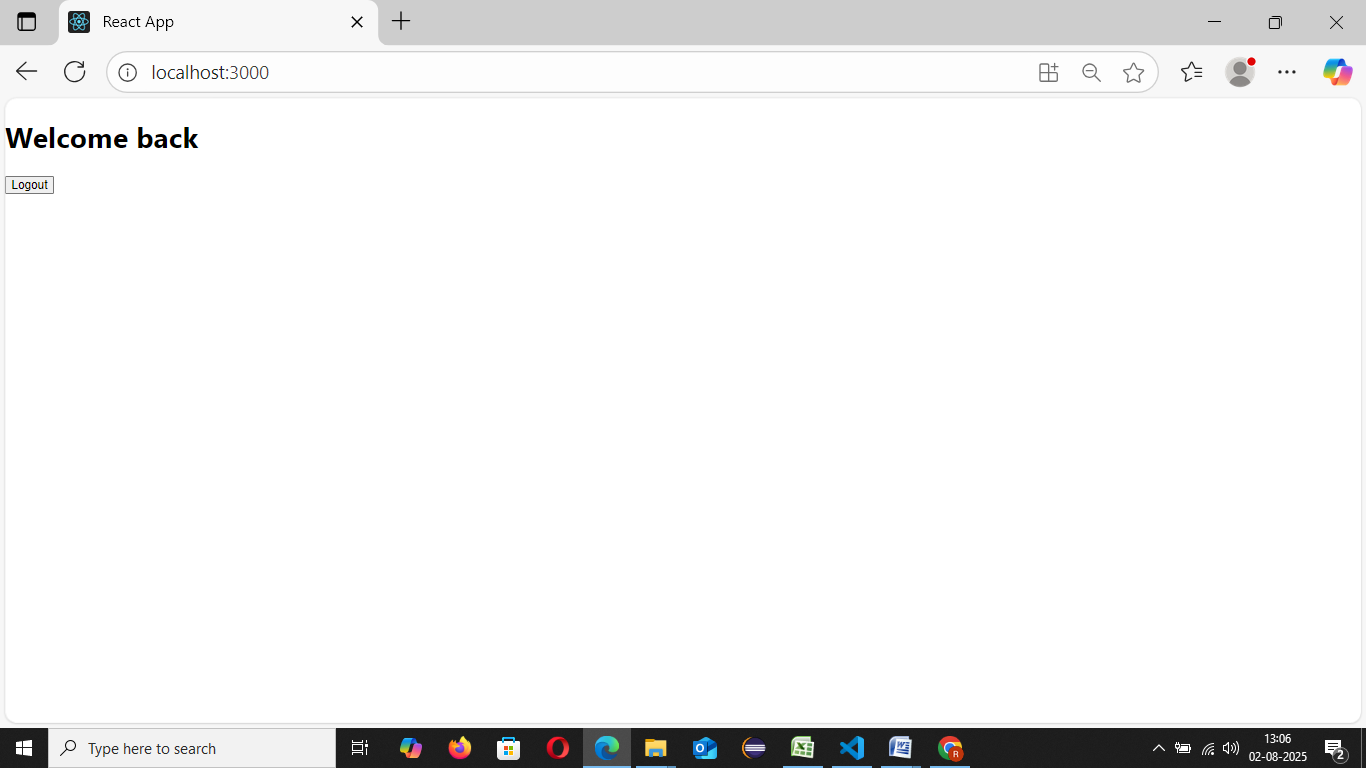 React App
localhost:3000
Welcome back
Logout
Type here to search
13:06
02-08-2025
2